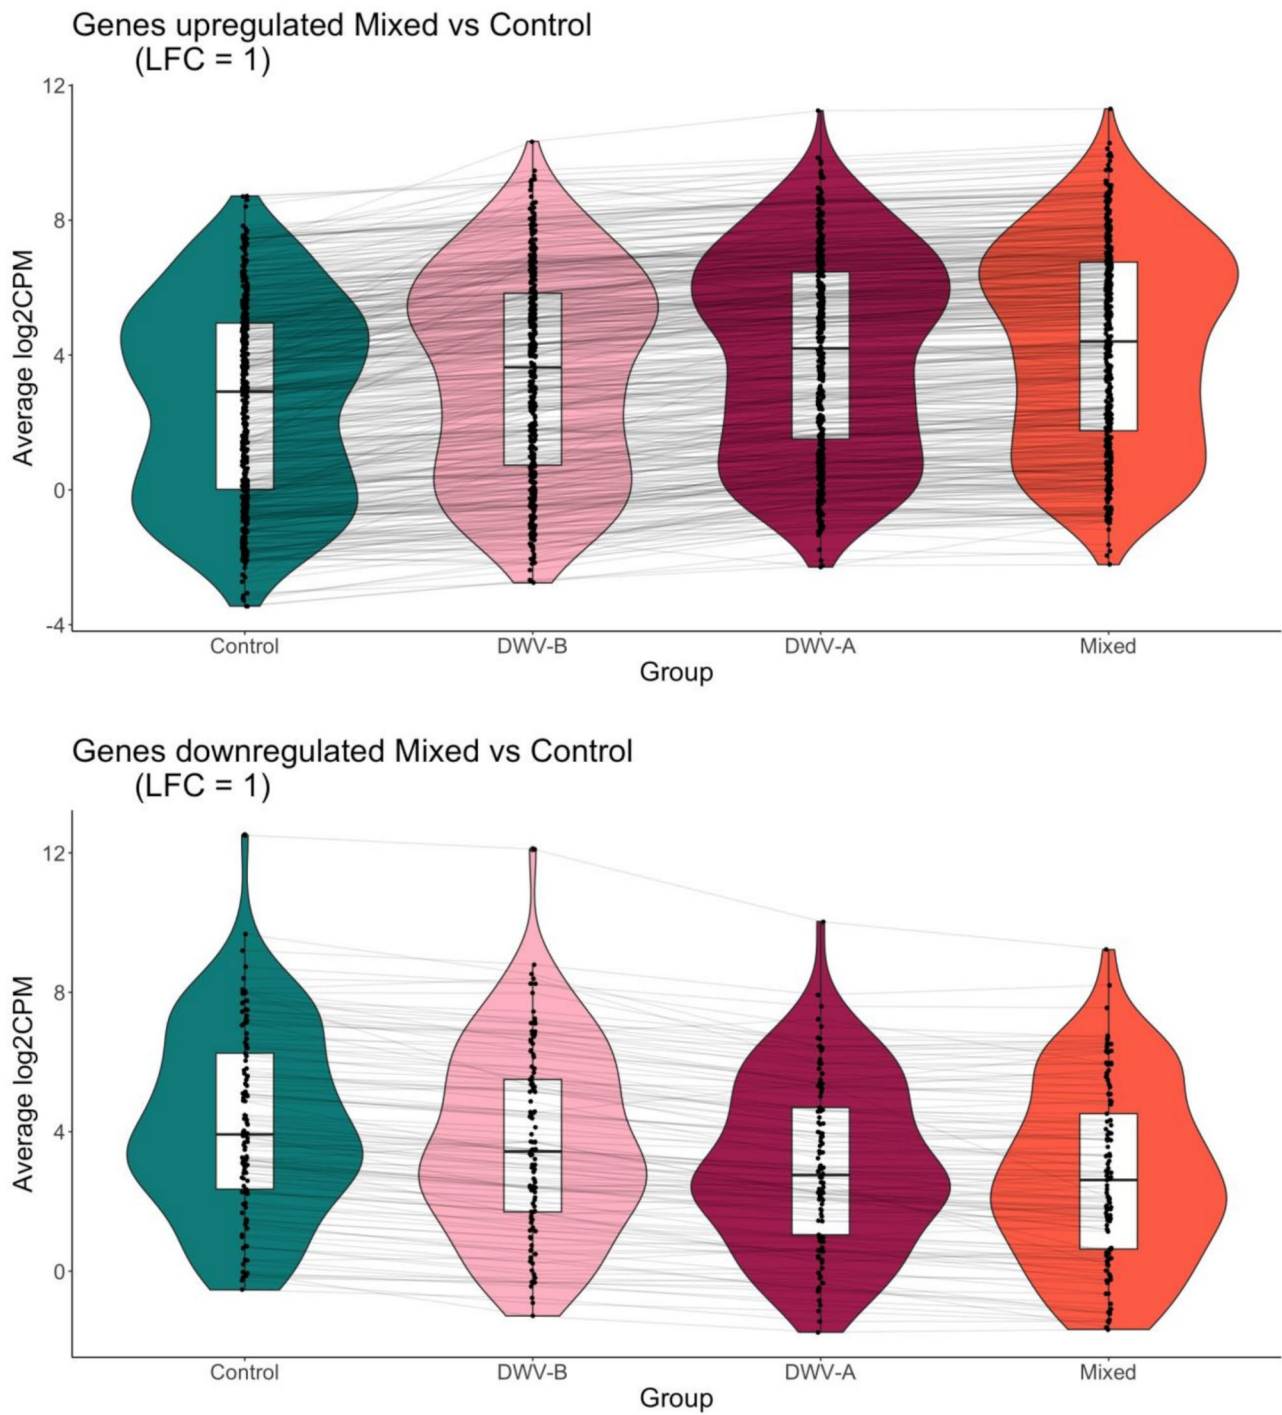 Genes upregulated Mixed vs Control
(LFC = 1)
12
8
4
0
-4
Average log2CPM
Control DWV-B DWV-A Mixed
Group
Genes downregulated Mixed vs Control
(LFC = 1)
12
8
4
0
Average log2CPM
Control DWV-B DWV-A Mixed
Group